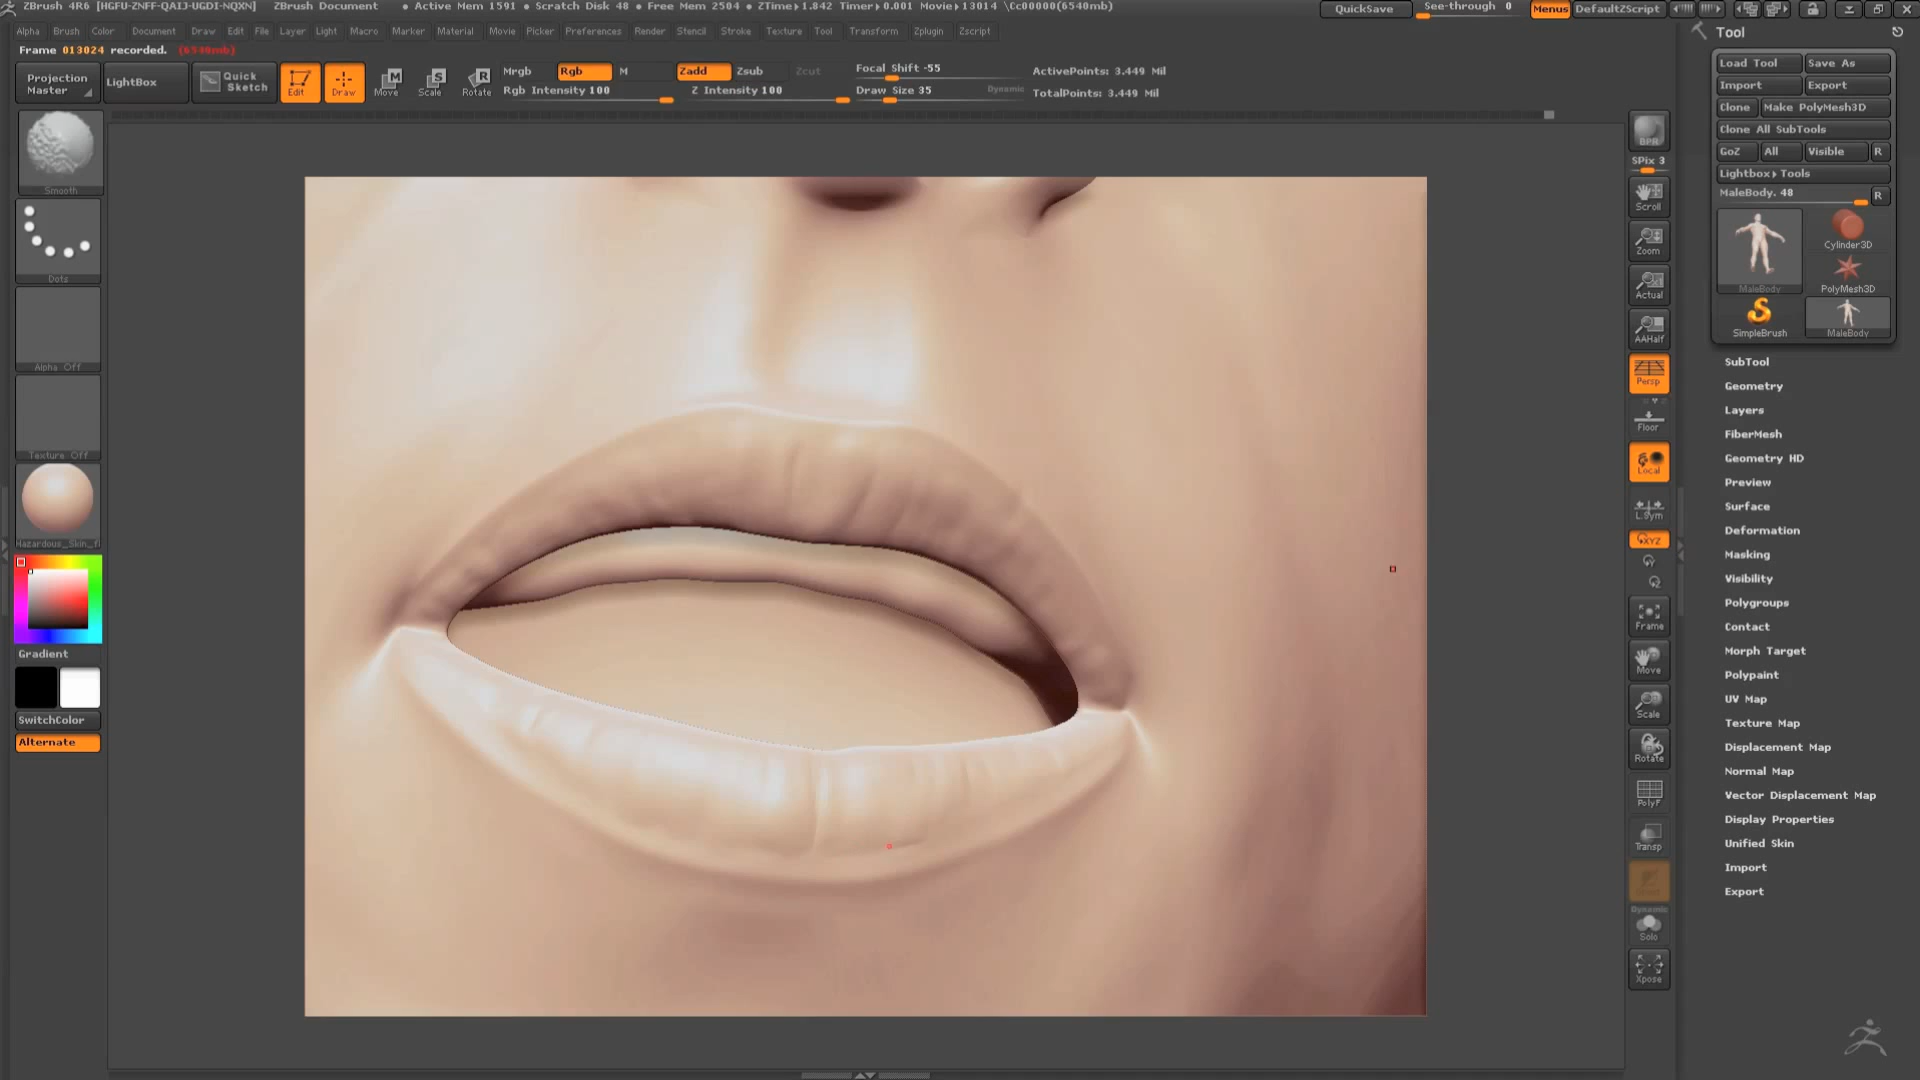 ZBrush 4R6 [HGFU-ZNFF-QAIJ-UGDI-NQXN] ZBrush Document • Active Mem 1591 • Scratch Disk 48 • Free Mem 2504 • ZTime▸1.842 Timer▸0.001 Movie▸13014 \Cc00000(6540mb) QuickSave See-through 0 Menus DefaultZScript
Alpha Brush Color Document Draw Edit File Layer Light Macro Marker Material Movie Picker Preferences Render Stencil Stroke Texture Tool Transform Zplugin Zscript
Frame 013024 recorded. (6540mb)
Projection Master
LightBox
Quick Sketch
Edit
Draw
Move
Scale
Rotate
Mrgb Rgb M Zadd Zsub Zcut
Rgb Intensity 100 Z Intensity 100
Focal Shift -55
Draw Size 35 Dynamic
ActivePoints: 3.449 Mil
TotalPoints: 3.449 Mil
Smooth
Dots
Alpha Off
Texture Off
Gradient
SwitchColor
Alternate
BPR
SPix 3
Scroll
Zoom
Actual
AAHalf
Persp
Floor
Local
L.Sym
XYZ
Frame
Move
Scale
Rotate
PolyF
Transp
Dynamic
Solo
Xpose
Tool
Load Tool Save As
Import Export
Clone Make PolyMesh3D
Clone All SubTools
GoZ All Visible R
Lightbox▸Tools
MaleBody. 48 R
MaleBody
Cylinder3D
PolyMesh3D
SimpleBrush
MaleBody
SubTool
Geometry
Layers
FiberMesh
Geometry HD
Preview
Surface
Deformation
Masking
Visibility
Polygroups
Contact
Morph Target
Polypaint
UV Map
Texture Map
Displacement Map
Normal Map
Vector Displacement Map
Display Properties
Unified Skin
Import
Export